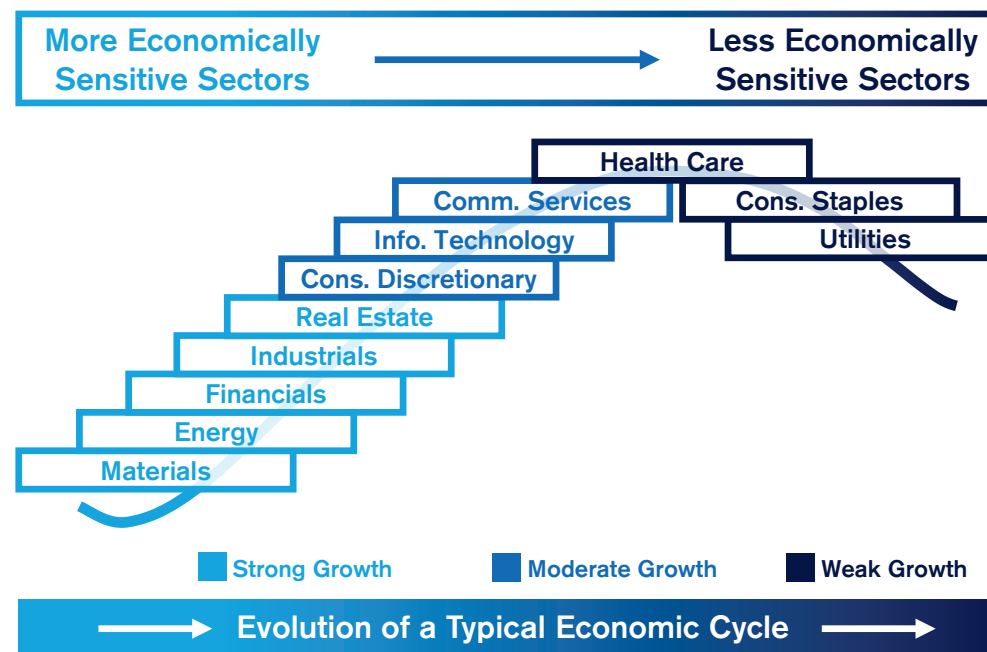 More Economically
Sensitive Sectors
Less Economically
Sensitive Sectors
Health Care
Comm. Services
Cons. Staples
Info. Technology
Utilities
Cons. Discretionary
Real Estate
Industrials
Financials
Energy
Materials
Strong Growth
Moderate Growth
Weak Growth
Evolution of a Typical Economic Cycle